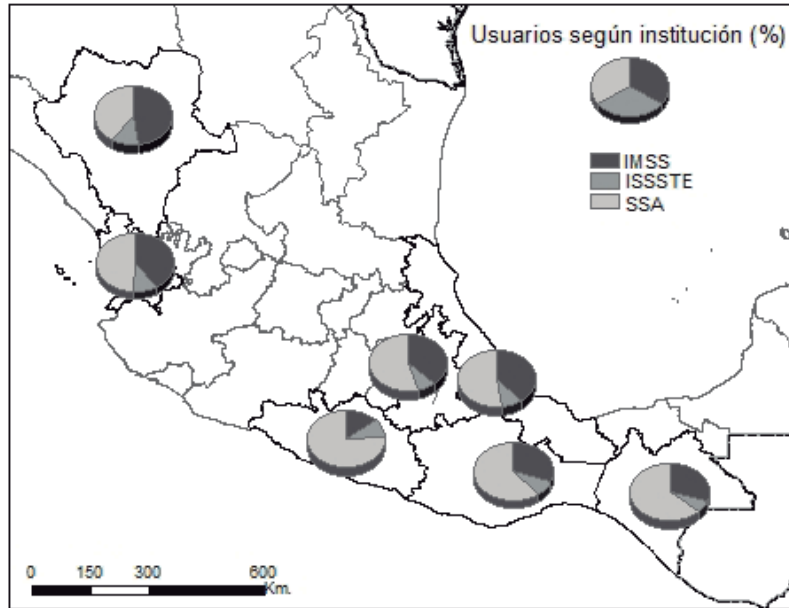 Usuarios según institución (%)
IMSS
ISSSTE
SSA
0 150 300 600
Km.